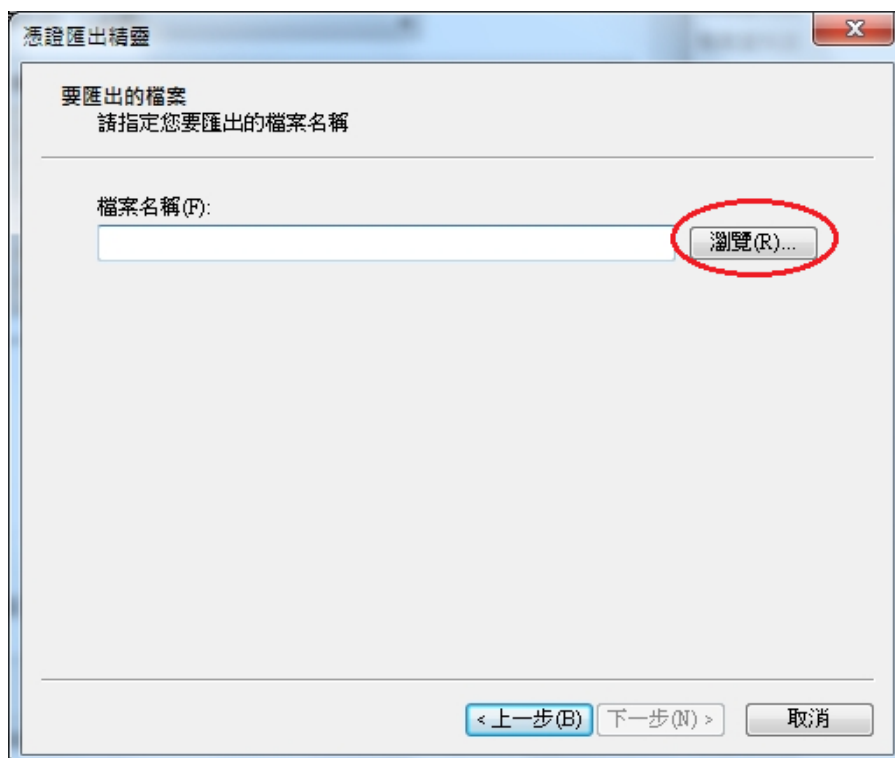 憑證匯出精靈
要匯出的檔案
請指定您要匯出的檔案名稱
檔案名稱(F):
瀏覽(R)...
< 上一步(B)
下一步(N) >
取消